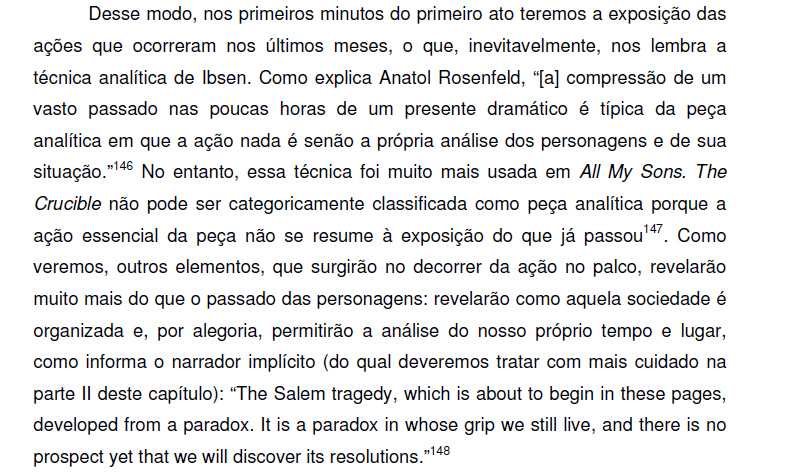 Desse modo, nos primeiros minutos do primeiro ato teremos a exposição das
ações que ocorreram nos últimos meses, o que, inevitavelmente, nos lembra a
técnica analítica de Ibsen. Como explica Anatol Rosenfeld, “[a] compressão de um
vasto passado nas poucas horas de um presente dramático é típica da peça
analítica em que a ação nada é senão a própria análise dos personagens e de sua
situação.”146 No entanto, essa técnica foi muito mais usada em All My Sons. The
Crucible não pode ser categoricamente classificada como peça analítica porque a
ação essencial da peça não se resume à exposição do que já passou147. Como
veremos, outros elementos, que surgirão no decorrer da ação no palco, revelarão
muito mais do que o passado das personagens: revelarão como aquela sociedade é
organizada e, por alegoria, permitirão a análise do nosso próprio tempo e lugar,
como informa o narrador implícito (do qual deveremos tratar com mais cuidado na
parte II deste capítulo): “The Salem tragedy, which is about to begin in these pages,
developed from a paradox. It is a paradox in whose grip we still live, and there is no
prospect yet that we will discover its resolutions.”148